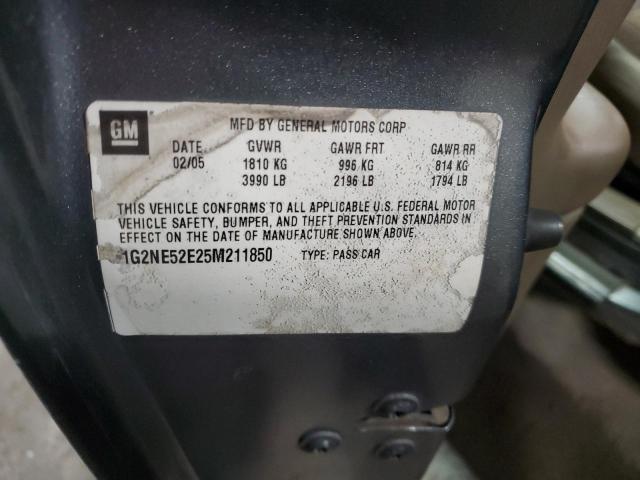 GM
MFD BY GENERAL MOTORS CORP
DATE GVWR GAWR FRT GAWR RR
02/05 1810 KG 996 KG 814 KG
3990 LB 2196 LB 1794 LB
THIS VEHICLE CONFORMS TO ALL APPLICABLE U.S. FEDERAL MOTOR
VEHICLE SAFETY, BUMPER, AND THEFT PREVENTION STANDARDS IN
EFFECT ON THE DATE OF MANUFACTURE SHOWN ABOVE.
1G2NE52E25M211850 TYPE: PASS CAR